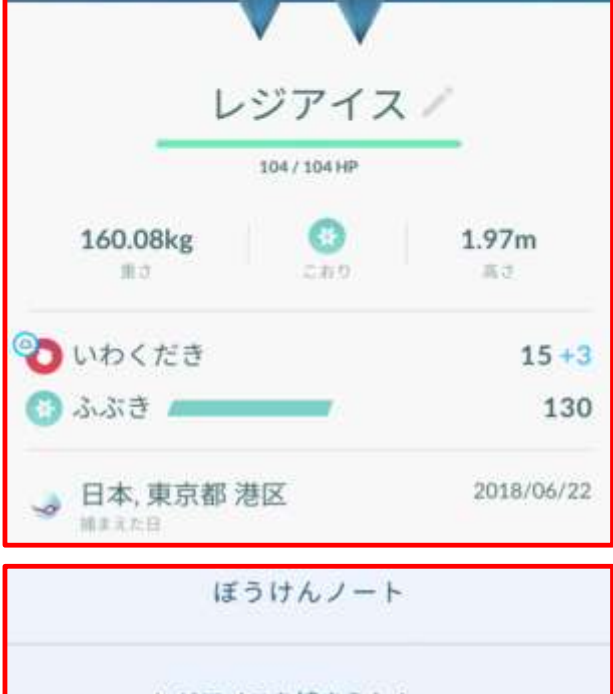 レジアイス
104 / 104 HP
160.08kg 1.97m
重さ こおり 高さ
いわくだき 15 +3
ふぶき 130
日本, 東京都 港区 2018/06/22
捕まえた日
ぼうけんノート